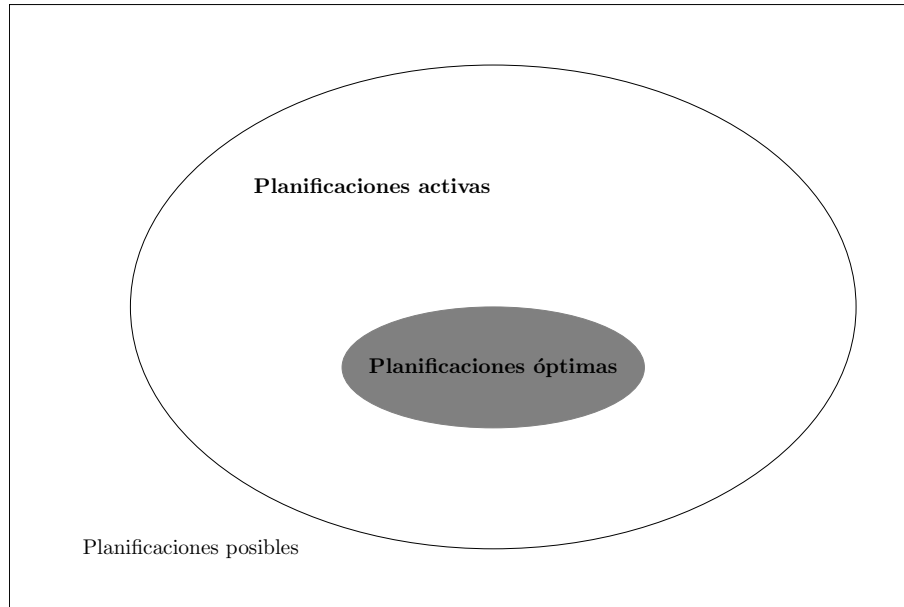 Planificaciones activas
Planificaciones óptimas
Planificaciones posibles